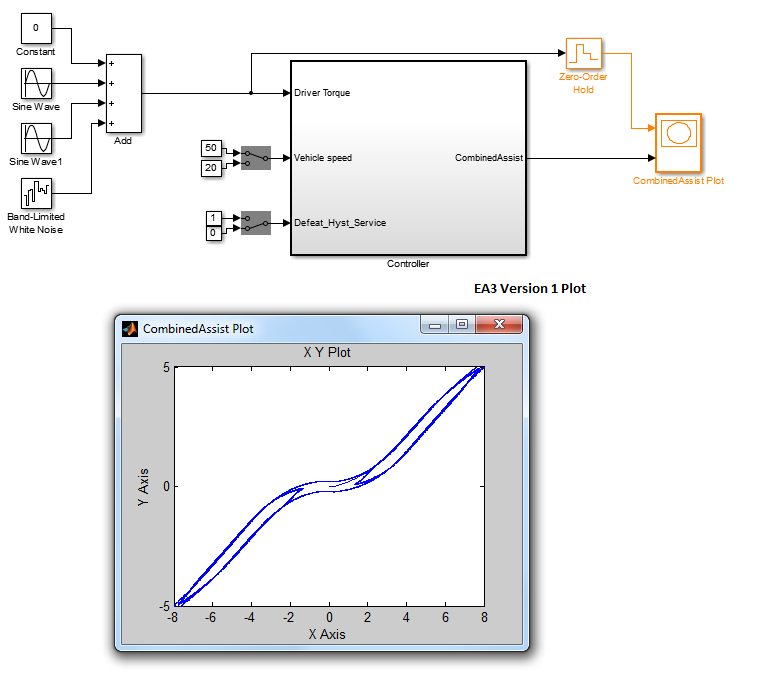 0
Constant
Sine Wave
Sine Wave1
Band-Limited
White Noise
+
+
+
+
Add
50
20
1
0
Driver Torque
Vehicle speed
Defeat_Hyst_Service
CombinedAssist
Controller
Zero-Order
Hold
CombinedAssist Plot
EA3 Version 1 Plot
CombinedAssist Plot
X Y Plot
5
0
-5
Y Axis
-8 -6 -4 -2 0 2 4 6 8
X Axis